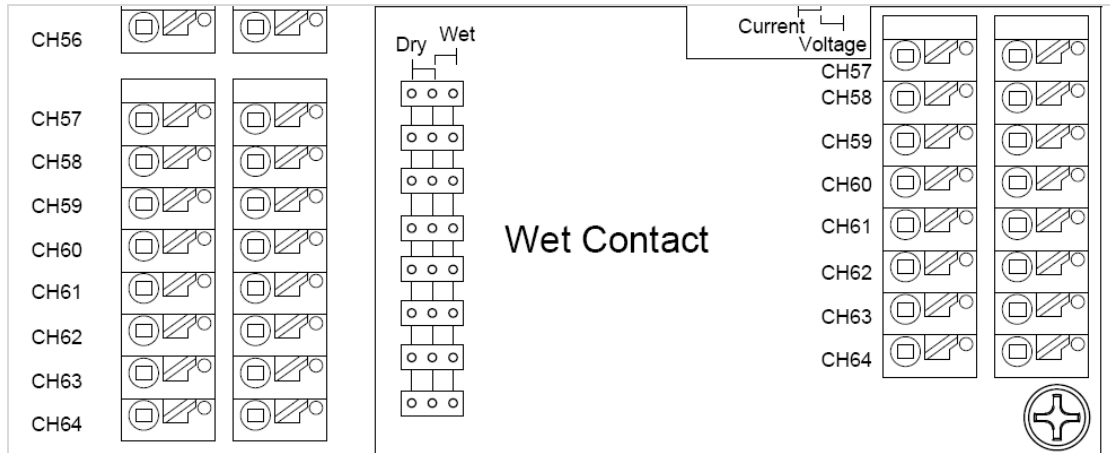 CH56
CH57
CH58
CH59
CH60
CH61
CH62
CH63
CH64
Dry
Wet
Wet Contact
Current
Voltage
CH57
CH58
CH59
CH60
CH61
CH62
CH63
CH64